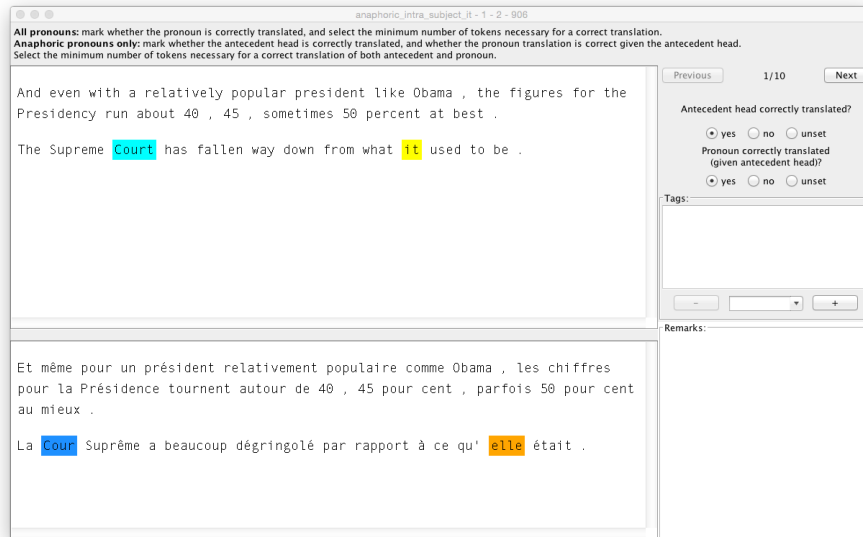 anaphoric_intra_subject_it - 1 - 2 - 906
All pronouns: mark whether the pronoun is correctly translated, and select the minimum number of tokens necessary for a correct translation.
Anaphoric pronouns only: mark whether the antecedent head is correctly translated, and whether the pronoun translation is correct given the antecedent head.
Select the minimum number of tokens necessary for a correct translation of both antecedent and pronoun.
And even with a relatively popular president like Obama , the figures for the
Presidency run about 40 , 45 , sometimes 50 percent at best .
The Supreme Court has fallen way down from what it used to be .
Previous 1/10 Next
Antecedent head correctly translated?
yes no unset
Pronoun correctly translated
(given antecedent head)?
yes no unset
Tags:
- +
Remarks:
Et même pour un président relativement populaire comme Obama , les chiffres
pour la Présidence tournent autour de 40 , 45 pour cent , parfois 50 pour cent
au mieux .
La Cour Suprême a beaucoup dégringolé par rapport à ce qu' elle était .